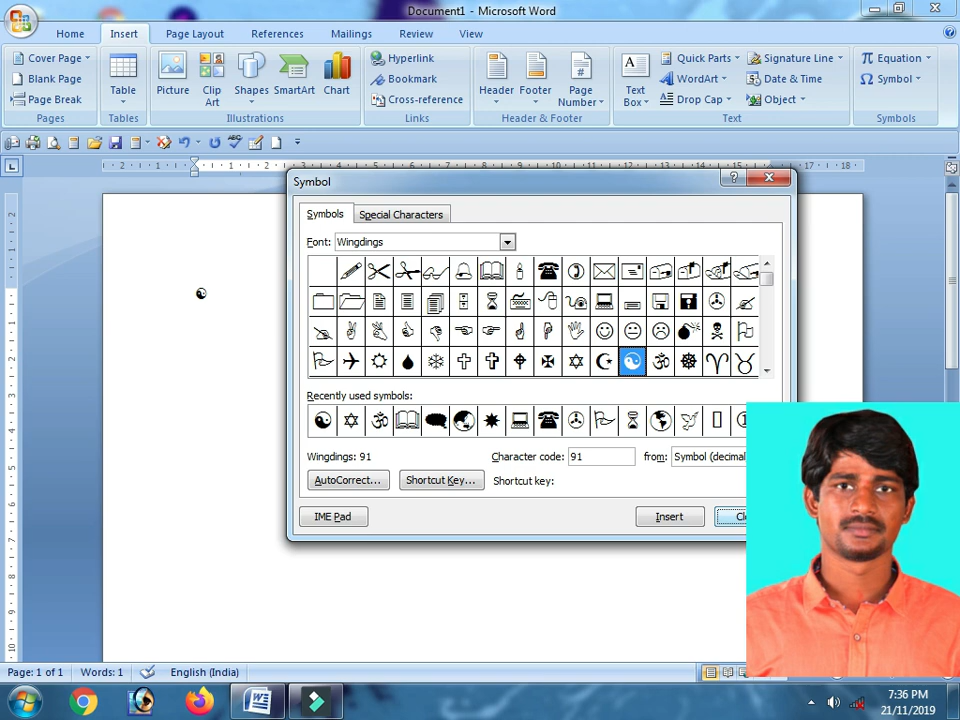 Document1 - Microsoft Word
Home Insert Page Layout References Mailings Review View
Cover Page
Blank Page
Page Break
Pages
Table
Tables
Picture
Clip
Art
Shapes
SmartArt
Chart
Illustrations
Hyperlink
Bookmark
Cross-reference
Links
Header
Footer
Page
Number
Header & Footer
Text
Box
Quick Parts
WordArt
Drop Cap
Signature Line
Date & Time
Object
Text
Equation
Symbol
Symbols
Symbol
Symbols Special Characters
Font: Wingdings
Recently used symbols:
Wingdings: 91
Character code: 91
from: Symbol (decimal
AutoCorrect... Shortcut Key... Shortcut key:
IME Pad Insert Cl
Page: 1 of 1 Words: 1 English (India)
7:36 PM
21/11/2019